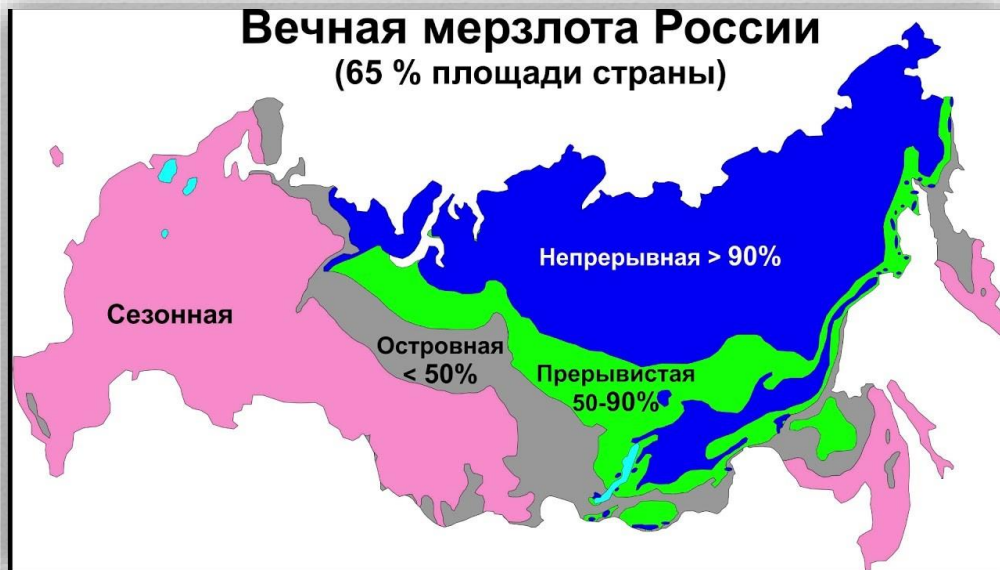 Вечная мерзлота России
(65 % площади страны)
Непрерывная > 90%
Сезонная
Островная
< 50%
Прерывистая
50-90%